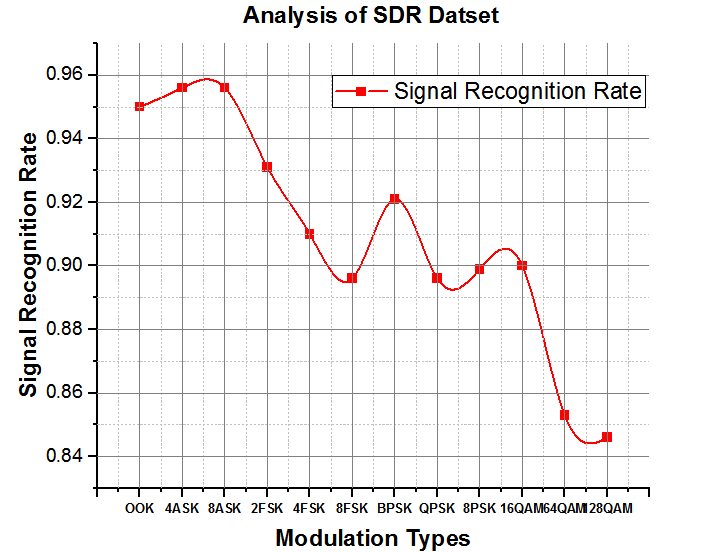 Analysis of SDR Datset
Signal Recognition Rate
Signal Recognition Rate
0.96
0.94
0.92
0.90
0.88
0.86
0.84
OOK 4ASK 8ASK 2FSK 4FSK 8FSK BPSK QPSK 8PSK 16QAM 64QAM 128QAM
Modulation Types